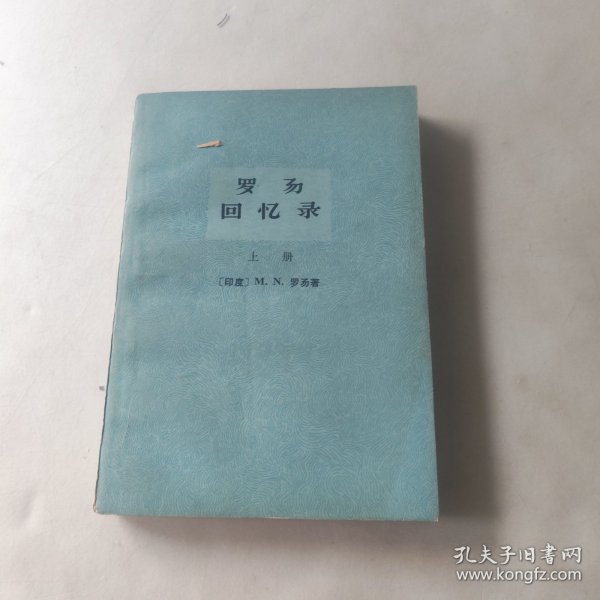 罗易
回忆录
上册
〔印度〕M. N. 罗易著
孔夫子旧书网
www.kongfz.com